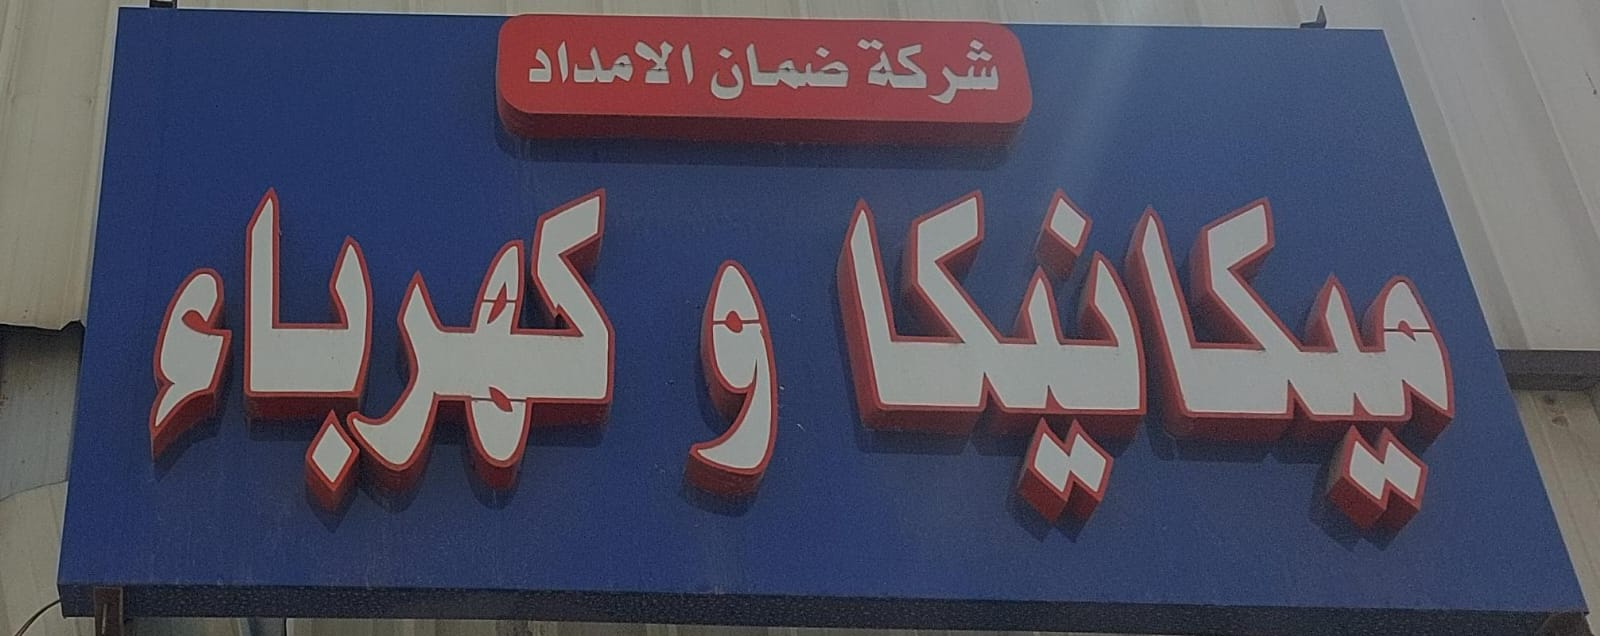 شركة ضمان الامداد
ميكانيكا و كهرباء